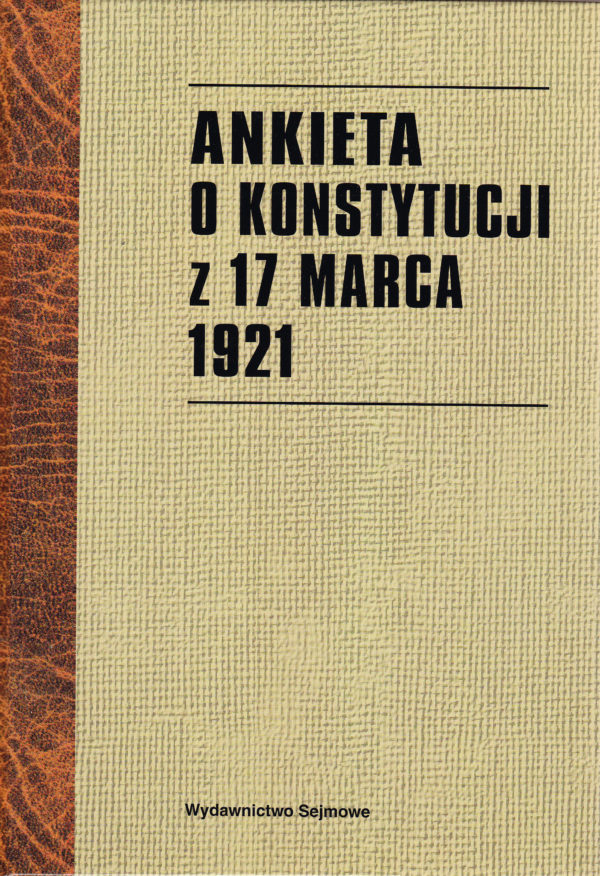 ANKIETA
O KONSTYTUCJI
z 17 MARCA
1921
Wydawnictwo Sejmowe